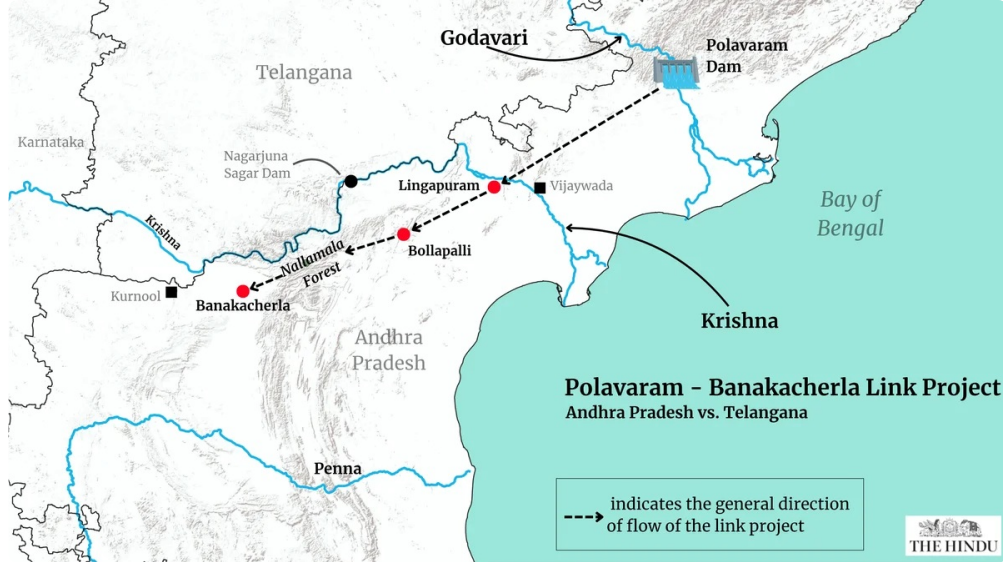 Godavari
Polavaram
Dam
Telangana
Karnataka
Nagarjuna
Sagar Dam
Lingapuram
Vijaywada
Bay of
Bengal
Krishna
Bollapalli
Nallamala
Forest
Kurnool
Banakacherla
Krishna
Andhra
Pradesh
Polavaram - Banakacherla Link Project
Andhra Pradesh vs. Telangana
Penna
indicates the general direction
of flow of the link project
THE HINDU